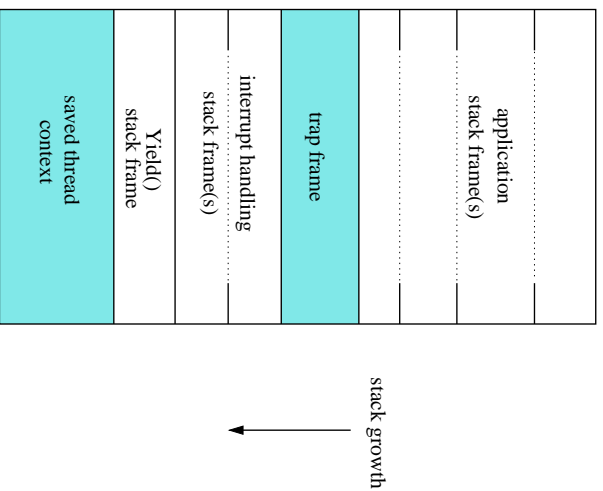 application
stack frame(s)
trap frame
interrupt handling
stack frame(s)
Yield()
stack frame
saved thread
context
stack growth